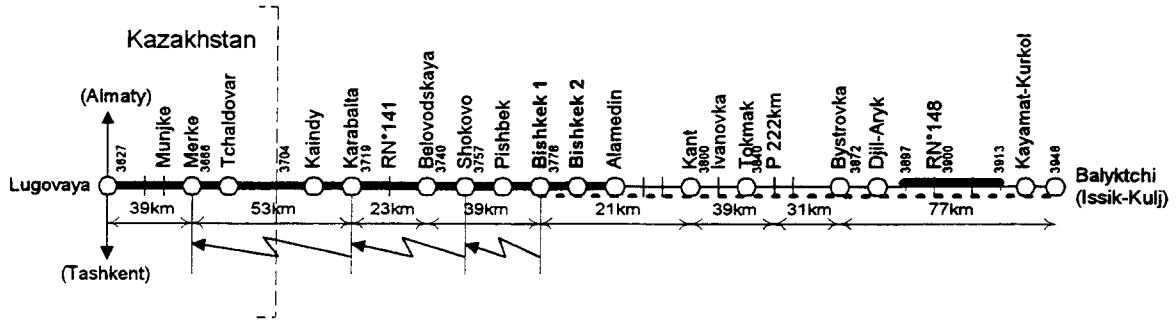 Kazakhstan
(Almaty)
Lugovaya
(Tashkent)
3627
Munjke
Merke
3666
Tchaldovar
3704
Kaindy
Karabalta
3719
RN°141
Belovodskaya
3740
Shokovo
3757
Pishbek
Bishkek 1
3778
Bishkek 2
Alamedin
Kant
3800
Ivanovka
Tokmak
3840
P 222km
Bystrovka
3872
Djil-Aryk
3897
RN°148
3900
3913
Kayamat-Kurkol
3948
Balyktchi
(Issik-Kulj)
39km
53km
23km
39km
21km
39km
31km
77km